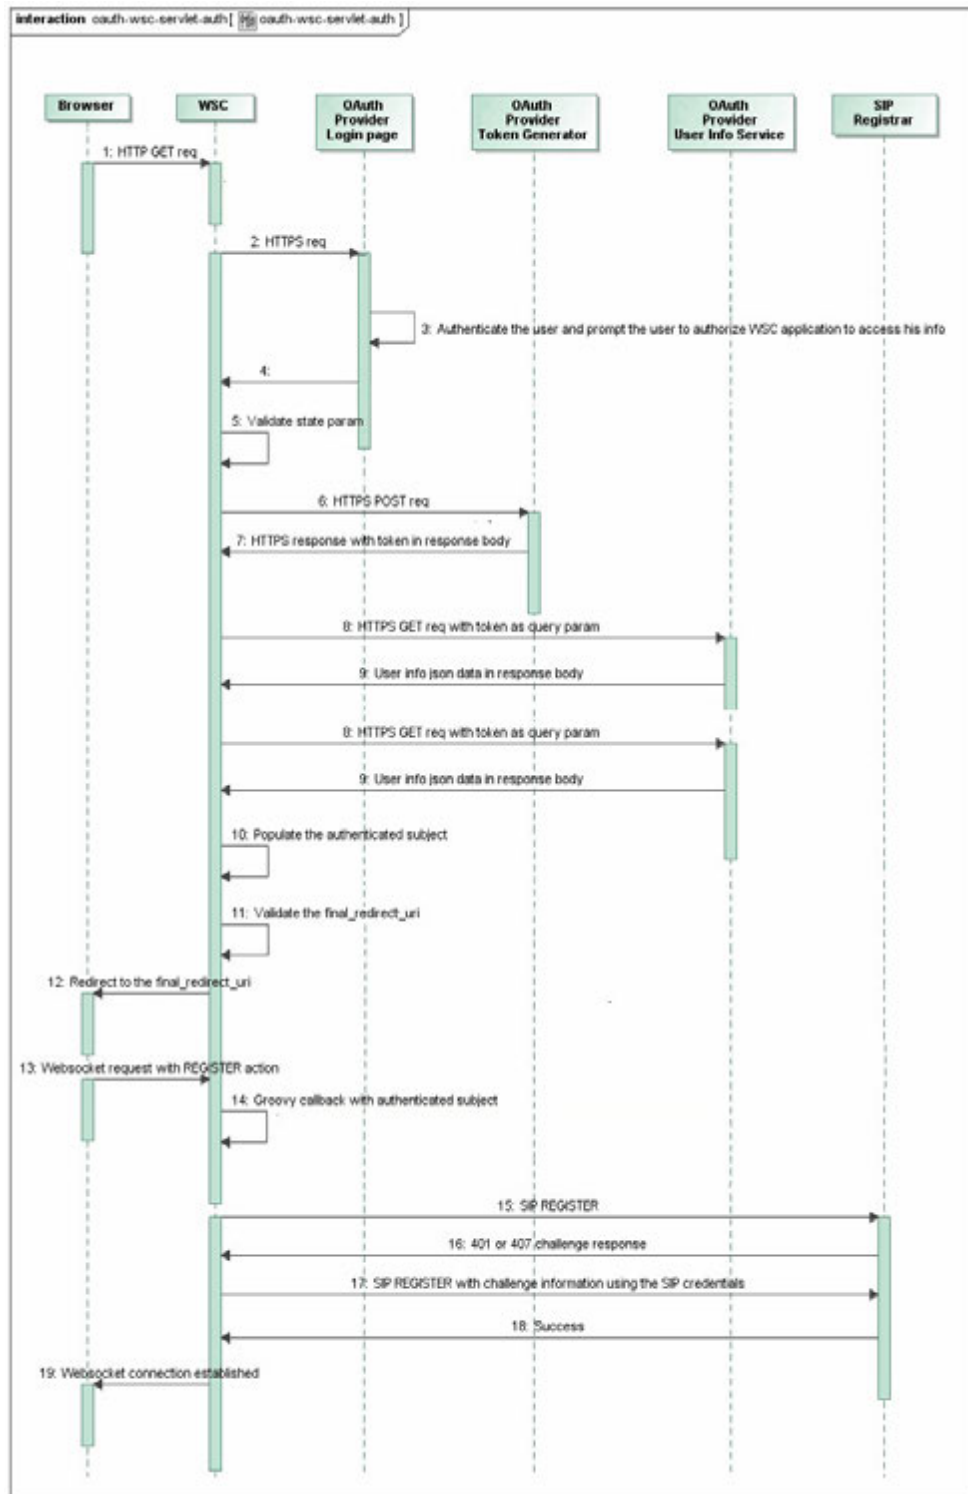 interaction oauth-wsc-servlet-auth[ oauth-wsc-servlet-auth ]
Browser
WSC
OAuth
Provider
Login page
OAuth
Provider
Token Generator
OAuth
Provider
User Info Service
SIP
Registrar
1: HTTP GET req
2: HTTPS req
3: Authenticate the user and prompt the user to authorize WSC application to access his info
4:
5: Validate state param
6: HTTPS POST req
7: HTTPS response with token in response body
8: HTTPS GET req with token as query param
9: User info json data in response body
8: HTTPS GET req with token as query param
9: User info json data in response body
10: Populate the authenticated subject
11: Validate the final_redirect_uri
12: Redirect to the final_redirect_uri
13: Websocket request with REGISTER action
14: Groovy callback with authenticated subject
15: SIP REGISTER
16: 401 or 407 challenge response
17: SIP REGISTER with challenge information using the SIP credentials
18: Success
19: Websocket connection established